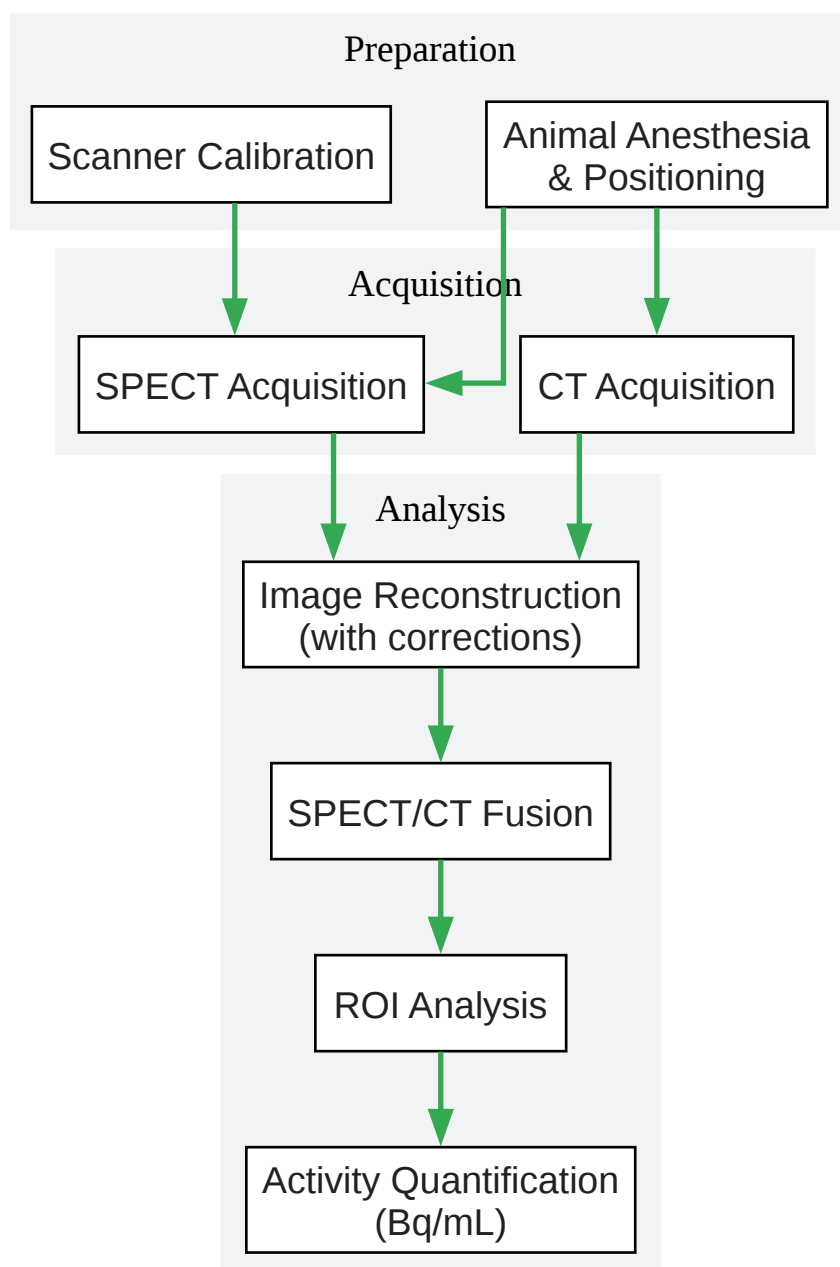 Preparation
Scanner Calibration
Animal Anesthesia
& Positioning
Acquisition
SPECT Acquisition
CT Acquisition
Analysis
Image Reconstruction
(with corrections)
SPECT/CT Fusion
ROI Analysis
Activity Quantification
(Bq/mL)